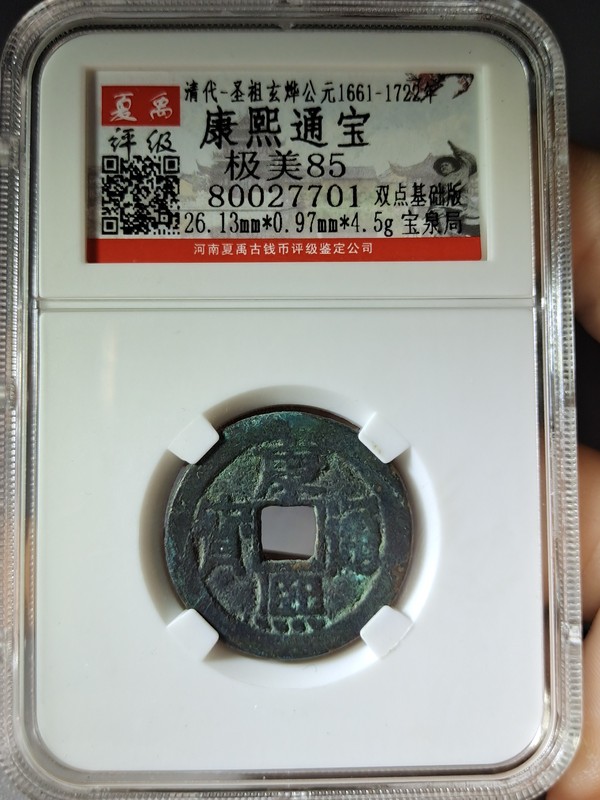 夏禹
评级
清代-圣祖玄烨公元1661-1722年
康熙通宝
极美85
80027701 双点基础版
26.13mm*0.97mm*4.5g 宝泉局
河南夏禹古钱币评级鉴定公司
康熙通寶